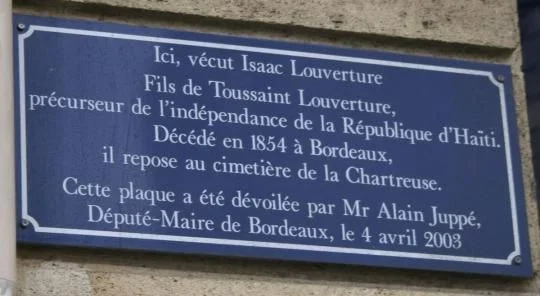 Ici, vécut Isaac Louverture
Fils de Toussaint Louverture,
précurseur de l'indépendance de la République d'Haïti.
Décédé en 1854 à Bordeaux,
il repose au cimetière de la Chartreuse.
Cette plaque a été dévoilée par Mr Alain Juppé,
Député-Maire de Bordeaux, le 4 avril 2003